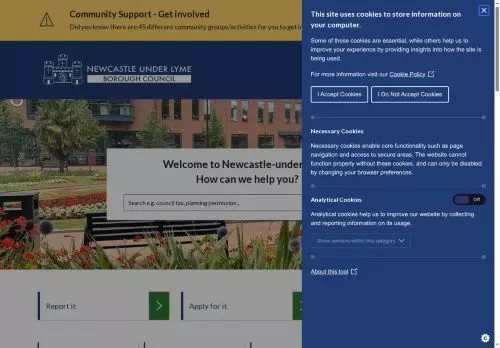 Community Support - Get involved
Did you know there are 45 different community groups/activities for you to get in
NEWCASTLE UNDER LYME
BOROUGH COUNCIL
Welcome to Newcastle-under-
How can we help you?
Search e.g. council tax, planning permission...
Report it
Apply for it
This site uses cookies to store information on
your computer.
Some of these cookies are essential, while others help us to
improve your experience by providing insights into how the site is
being used.
For more information visit our Cookie Policy
I Accept Cookies
I Do Not Accept Cookies
Necessary Cookies
Necessary cookies enable core functionality such as page
navigation and access to secure areas. The website cannot
function properly without these cookies, and can only be disabled
by changing your browser preferences.
Analytical Cookies
Off
Analytical cookies help us to improve our website by collecting
and reporting information on its usage.
Show vendors within this category
About this tool